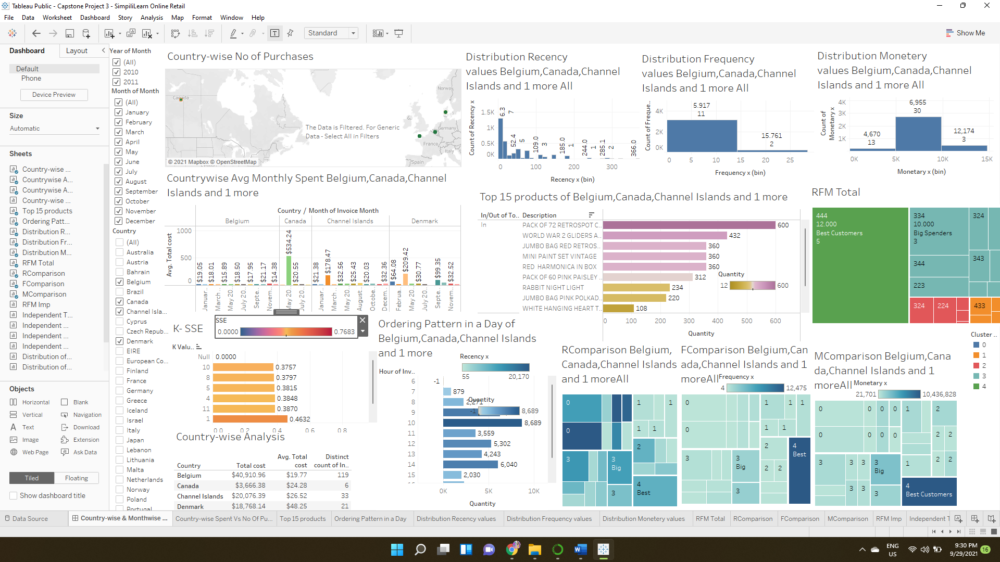 Tableau Public - Capstone Project 3 - SimpiliLearn Online Retail
File Data Worksheet Dashboard Story Analysis Map Format Window Help
Standard
Show Me
Dashboard
Layout
Default
Phone
Device Preview
Size
Automatic
Sheets
Country-wise ...
Countrywise A...
Countrywise A...
Country-wise ...
Top 15 products
Ordering Patt...
Distribution R...
Distribution Fr...
Distribution M...
RFM Total
RComparison
FComparison
MComparison
RFM Imp
Independent T...
Independent ...
Independent ...
Independent ...
Distribution of...
Distribution of...
Objects
Horizontal
Blank
Vertical
Navigation
Text
Download
Image
Extension
Web Page
Ask Data
Tiled
Floating
Show dashboard title
Year of Month
(All)
2010
2011
Month of Month
(All)
January
February
March
April
May
June
July
August
September
October
November
December
Country
(All)
Australia
Austria
Bahrain
Belgium
Brazil
Canada
Channel Isla...
Cyprus
Czech Repub...
Denmark
EIRE
European Co...
Finland
France
Germany
Greece
Iceland
Israel
Italy
Japan
Lebanon
Lithuania
Malta
Netherlands
Norway
Poland
Portugal
Country-wise No of Purchases
Canada
Norway
Germany
France
Italy
Spain
The Data is Filtered. For Generic
Data - Select All in Filters
© 2021 Mapbox © OpenStreetMap
Countrywise Avg Monthly Spent Belgium,Canada,Channel
Islands and 1 more
Country / Month of Invoice Month
Belgium
Canada
Channel Islands
Denmark
Avg. Total cost
1000
500
0
$19.05
$18.01
$15.89
$18.50
$17.95
$21.17
$14.38
$534.24
$20.55
$21.38
$178.47
$32.56
$25.43
$20.03
$32.36
$64.08
$209.42
$30.77
$99.35
$32.52
Januar..
March..
May 20..
July 20..
Septe..
Novem..
May 20..
July 20..
Januar..
March..
May 20..
August..
Octobe..
Decem..
Februa..
May 20..
July 20..
Septe..
Novem..
K- SSE
SSE
0.0000
0.7683
K Valu..
Null 0.0000
10 0.3757
8 0.3797
5 0.3815
4 0.3848
11 0.3870
1 0.4632
0.0 0.2 0.4 0.6 0.8
Country-wise Analysis
Country
Total cost
Avg. Total
cost
Distinct
count of In..
Belgium $40,910.96 $19.77 119
Canada $3,666.38 $24.28 6
Channel Islands $20,076.39 $26.52 33
Denmark $18,768.14 $48.25 21
Distribution Recency
values Belgium,Canada,Channel
Islands and 1 more All
Count of Recency x
1.5K
1K
0.5K
0K
6.3
7
52.4
5
109.0
3
185.0
1
244.0
1
285.1
2
366.0
0 100 200 300
Recency x (bin)
Distribution Frequency
values Belgium,Canada,Channel
Islands and 1 more All
Count of Freque..
4K
2K
0K
5.917
11
15.761
2
0 5 10 15 20 25
Frequency x (bin)
Distribution Monetery
values Belgium,Canada,Channel
Islands and 1 more All
Count of
Monetary x
4K
3K
2K
1K
4,670
13
6,955
30
12,174
3
0K 5K 10K 15K
Monetary x (bin)
Top 15 products of Belgium,Canada,Channel Islands and 1 more
In/Out of To..
Description
In
PACK OF 72 RETROSPOT C.. 600
WORLD WAR 2 GLIDERS A.. 432
JUMBO BAG RED RETROS.. 360
MINI PAINT SET VINTAGE 360
RED HARMONICA IN BOX 360
PACK OF 60 PINK PAISLEY .. 312
RABBIT NIGHT LIGHT 234
JUMBO BAG PINK POLKAD.. 220
WHITE HANGING HEART T.. 108
0 100 200 300 400 500 600
Quantity
Quantity
12
600
RFM Total
444
12.000
Best Customers
5
334
10.000
Big Spenders
3
324
344
343
223
324
224
433
Cluster ..
0
1
2
3
4
Ordering Pattern in a Day of
Belgium,Canada,Channel Islands
and 1 more
Recency x
55
20,170
Hour of Inv..
6 -1
7 879
8 2,271
9
10 8,689
11 3,559
12 5,302
13 4,243
14 6,040
15 2,030
Quantity
-1
8,689
0K 5K 10K
Quantity
RComparison Belgium,
Canada,Channel Islands
and 1 moreAll
0
1
1
0
1
1
2
3
3
Big
3
4
Best
FComparison Belgium,Can
ada,Channel Islands and 1
moreAll
Frequency x
4
12,475
0
1
1
1
0
1
1
2
4
Best
3
3
Big
2
2
3
MComparison Belgium,Cana
da,Channel Islands and 1
moreAll
Monetary x
21,701
10,436,828
0
0
0
0
1
2
0
0
0
0
2
2
3
3
3
3
Big
1
2
2
3
3
3
4
Best Customers
Data Source
Country-wise & Monthwise ...
Country-wise Spent Vs No Of Pu...
Top 15 products
Ordering Pattern in a Day
Distribution Recency values
Distribution Frequency values
Distribution Monetery values
RFM Total
RComparison
FComparison
MComparison
RFM Imp
Independent T
ENG
US
9:30 PM
9/29/2021
16